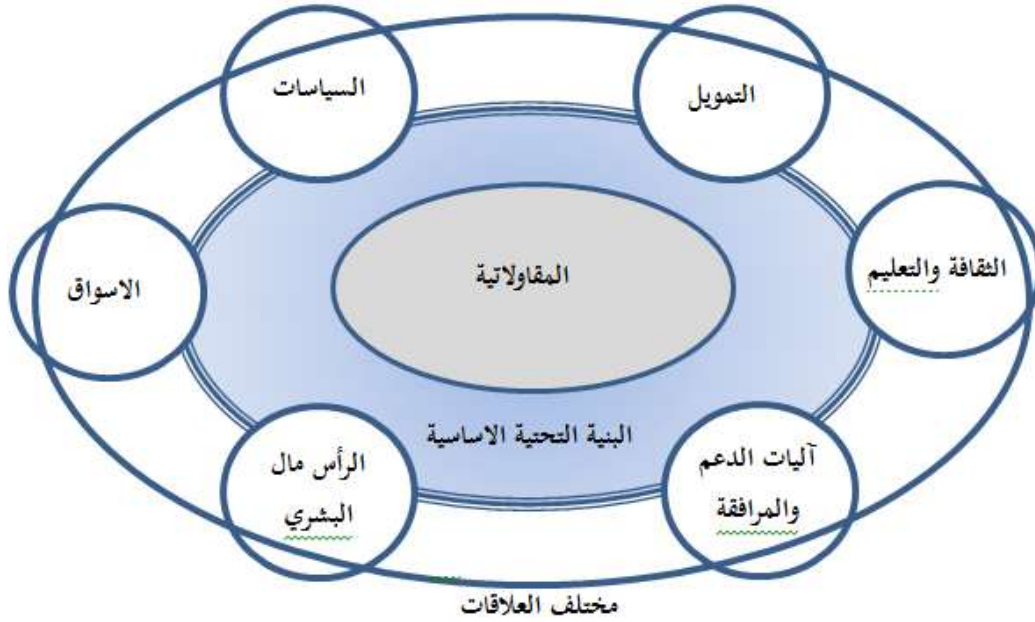 التمويل
السياسات
الثقافة والتعليم
المقاولاتية
الاسواق
البنية التحتية الاساسية
آليات الدعم
والمرافقة
الرأس مال
البشري
مختلف العلاقات